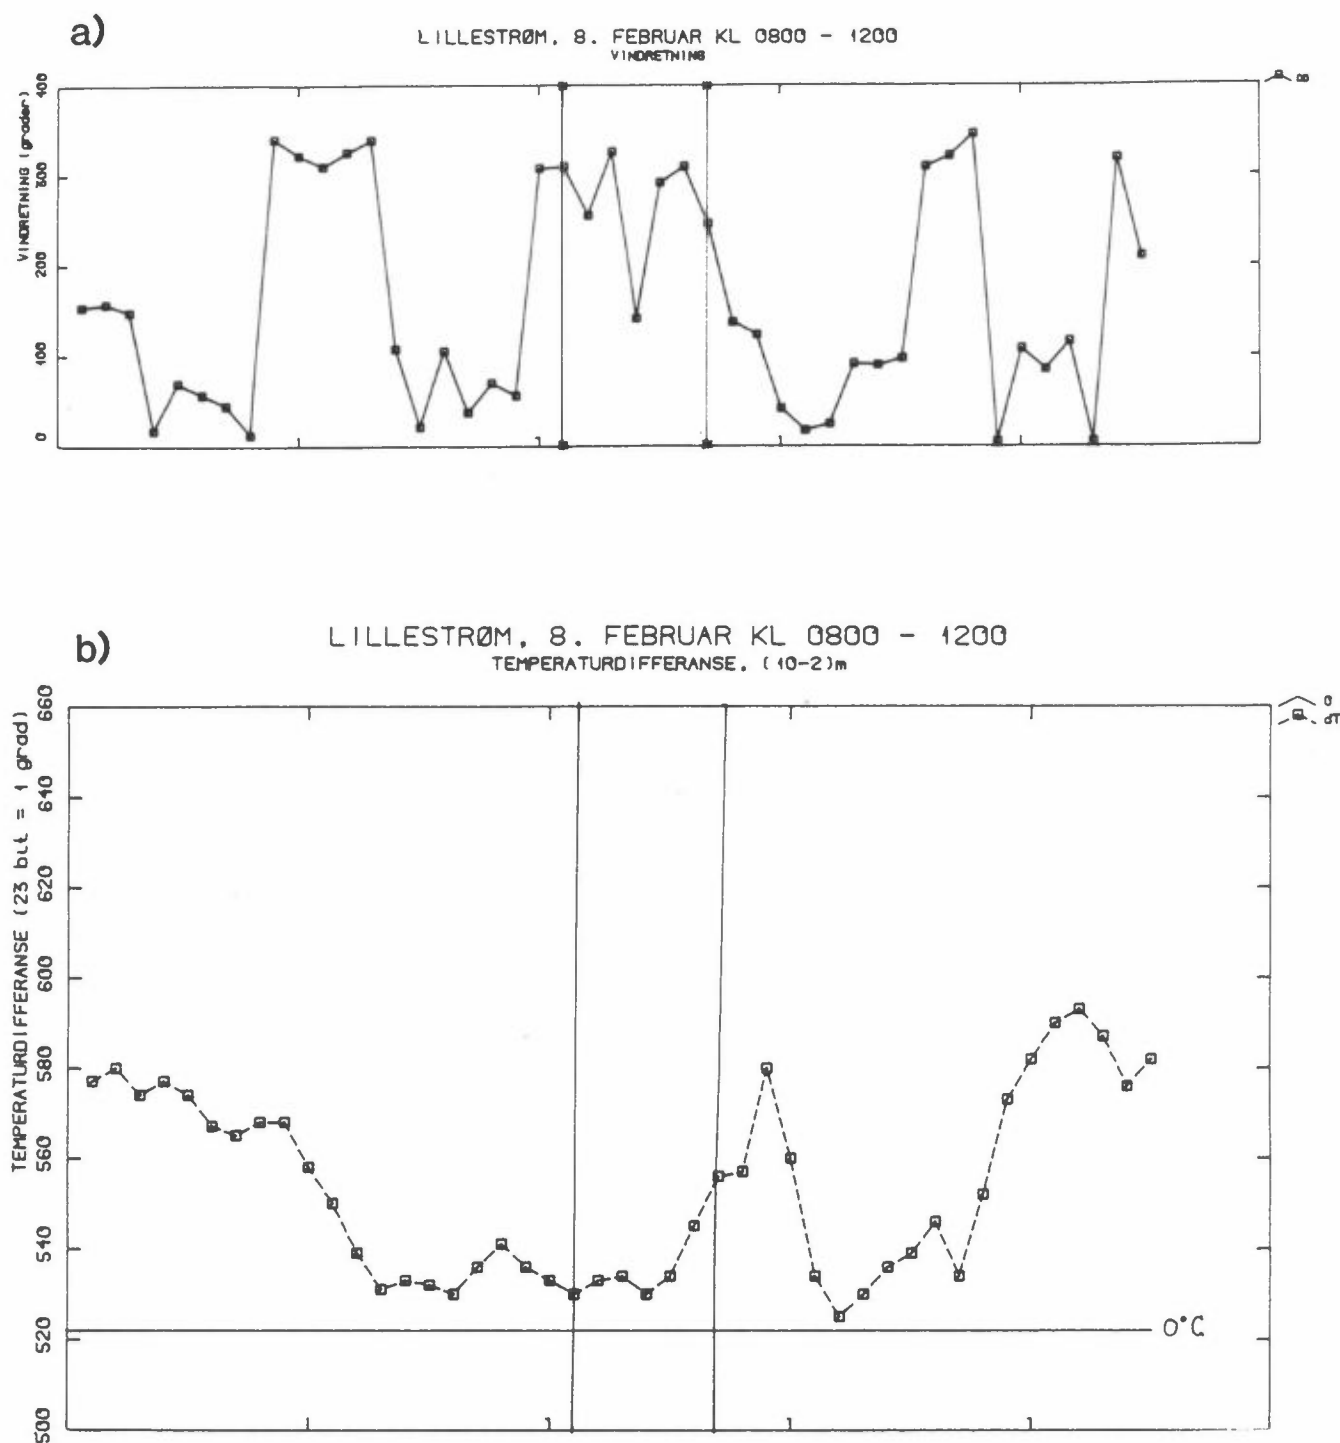 a)
LILLESTRØM, 8. FEBRUAR KL 0800 - 1200
VINDRETNING
VINDRETNING (grader)
400
300
200
100
0
b)
LILLESTRØM, 8. FEBRUAR KL 0800 - 1200
TEMPERATURDIFFERANSE, (10-2)m
TEMPERATURDIFFERANSE (23 bit = 1 grad)
660
640
620
600
580
560
540
520
500
0
dT
0°C